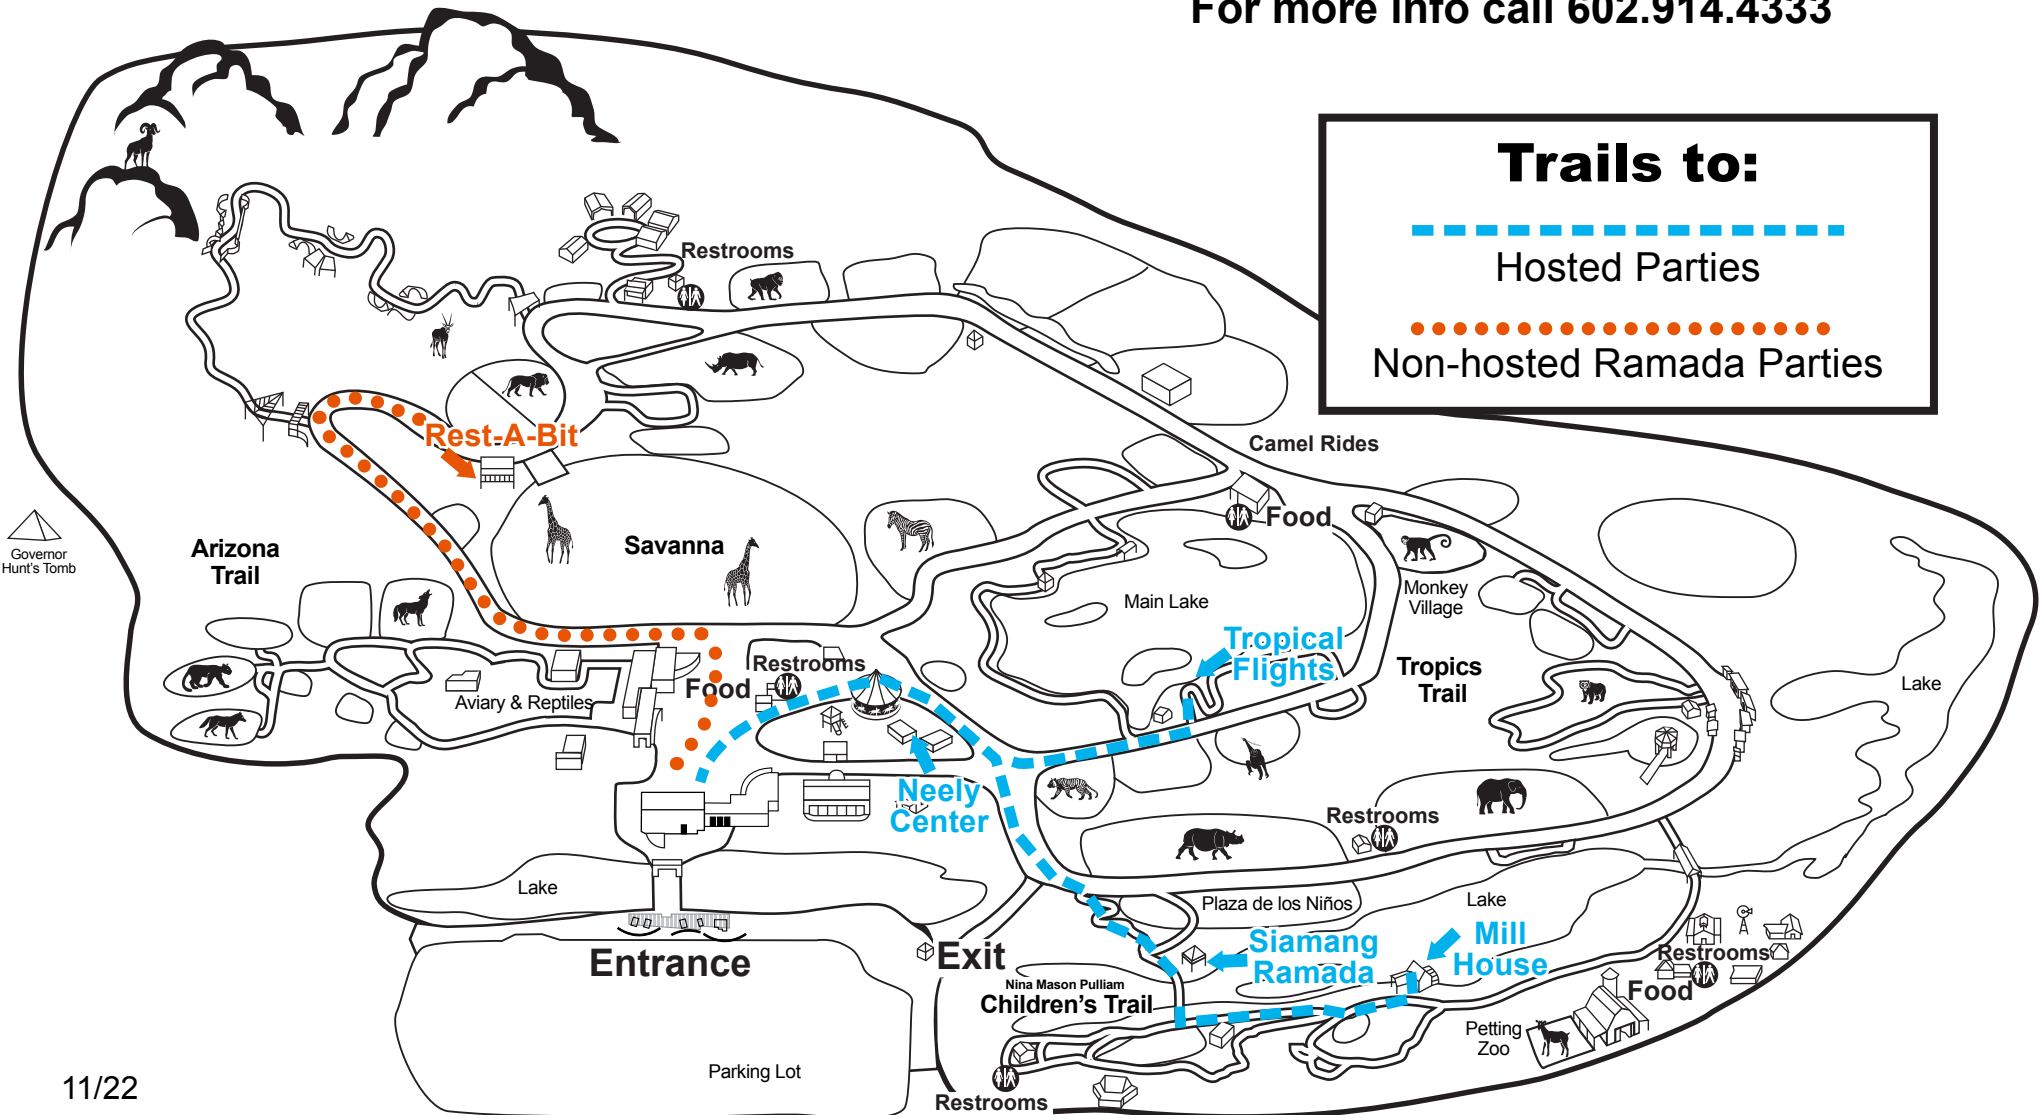 For more info call 602.914.4333
Trails to:
Hosted Parties
Non-hosted Ramada Parties
Restrooms
Rest-A-Bit
Camel Rides
Food
Governor
Hunt's Tomb
Arizona
Trail
Savanna
Main Lake
Monkey
Village
Tropical
Flights
Tropics
Trail
Lake
Restrooms
Food
Aviary & Reptiles
Neely
Center
Restrooms
Lake
Plaza de los Niños
Lake
Entrance
Exit
Siamang
Ramada
Mill
House
Restrooms
Food
Nina Mason Pulliam
Children's Trail
Petting
Zoo
Parking Lot
Restrooms
11/22